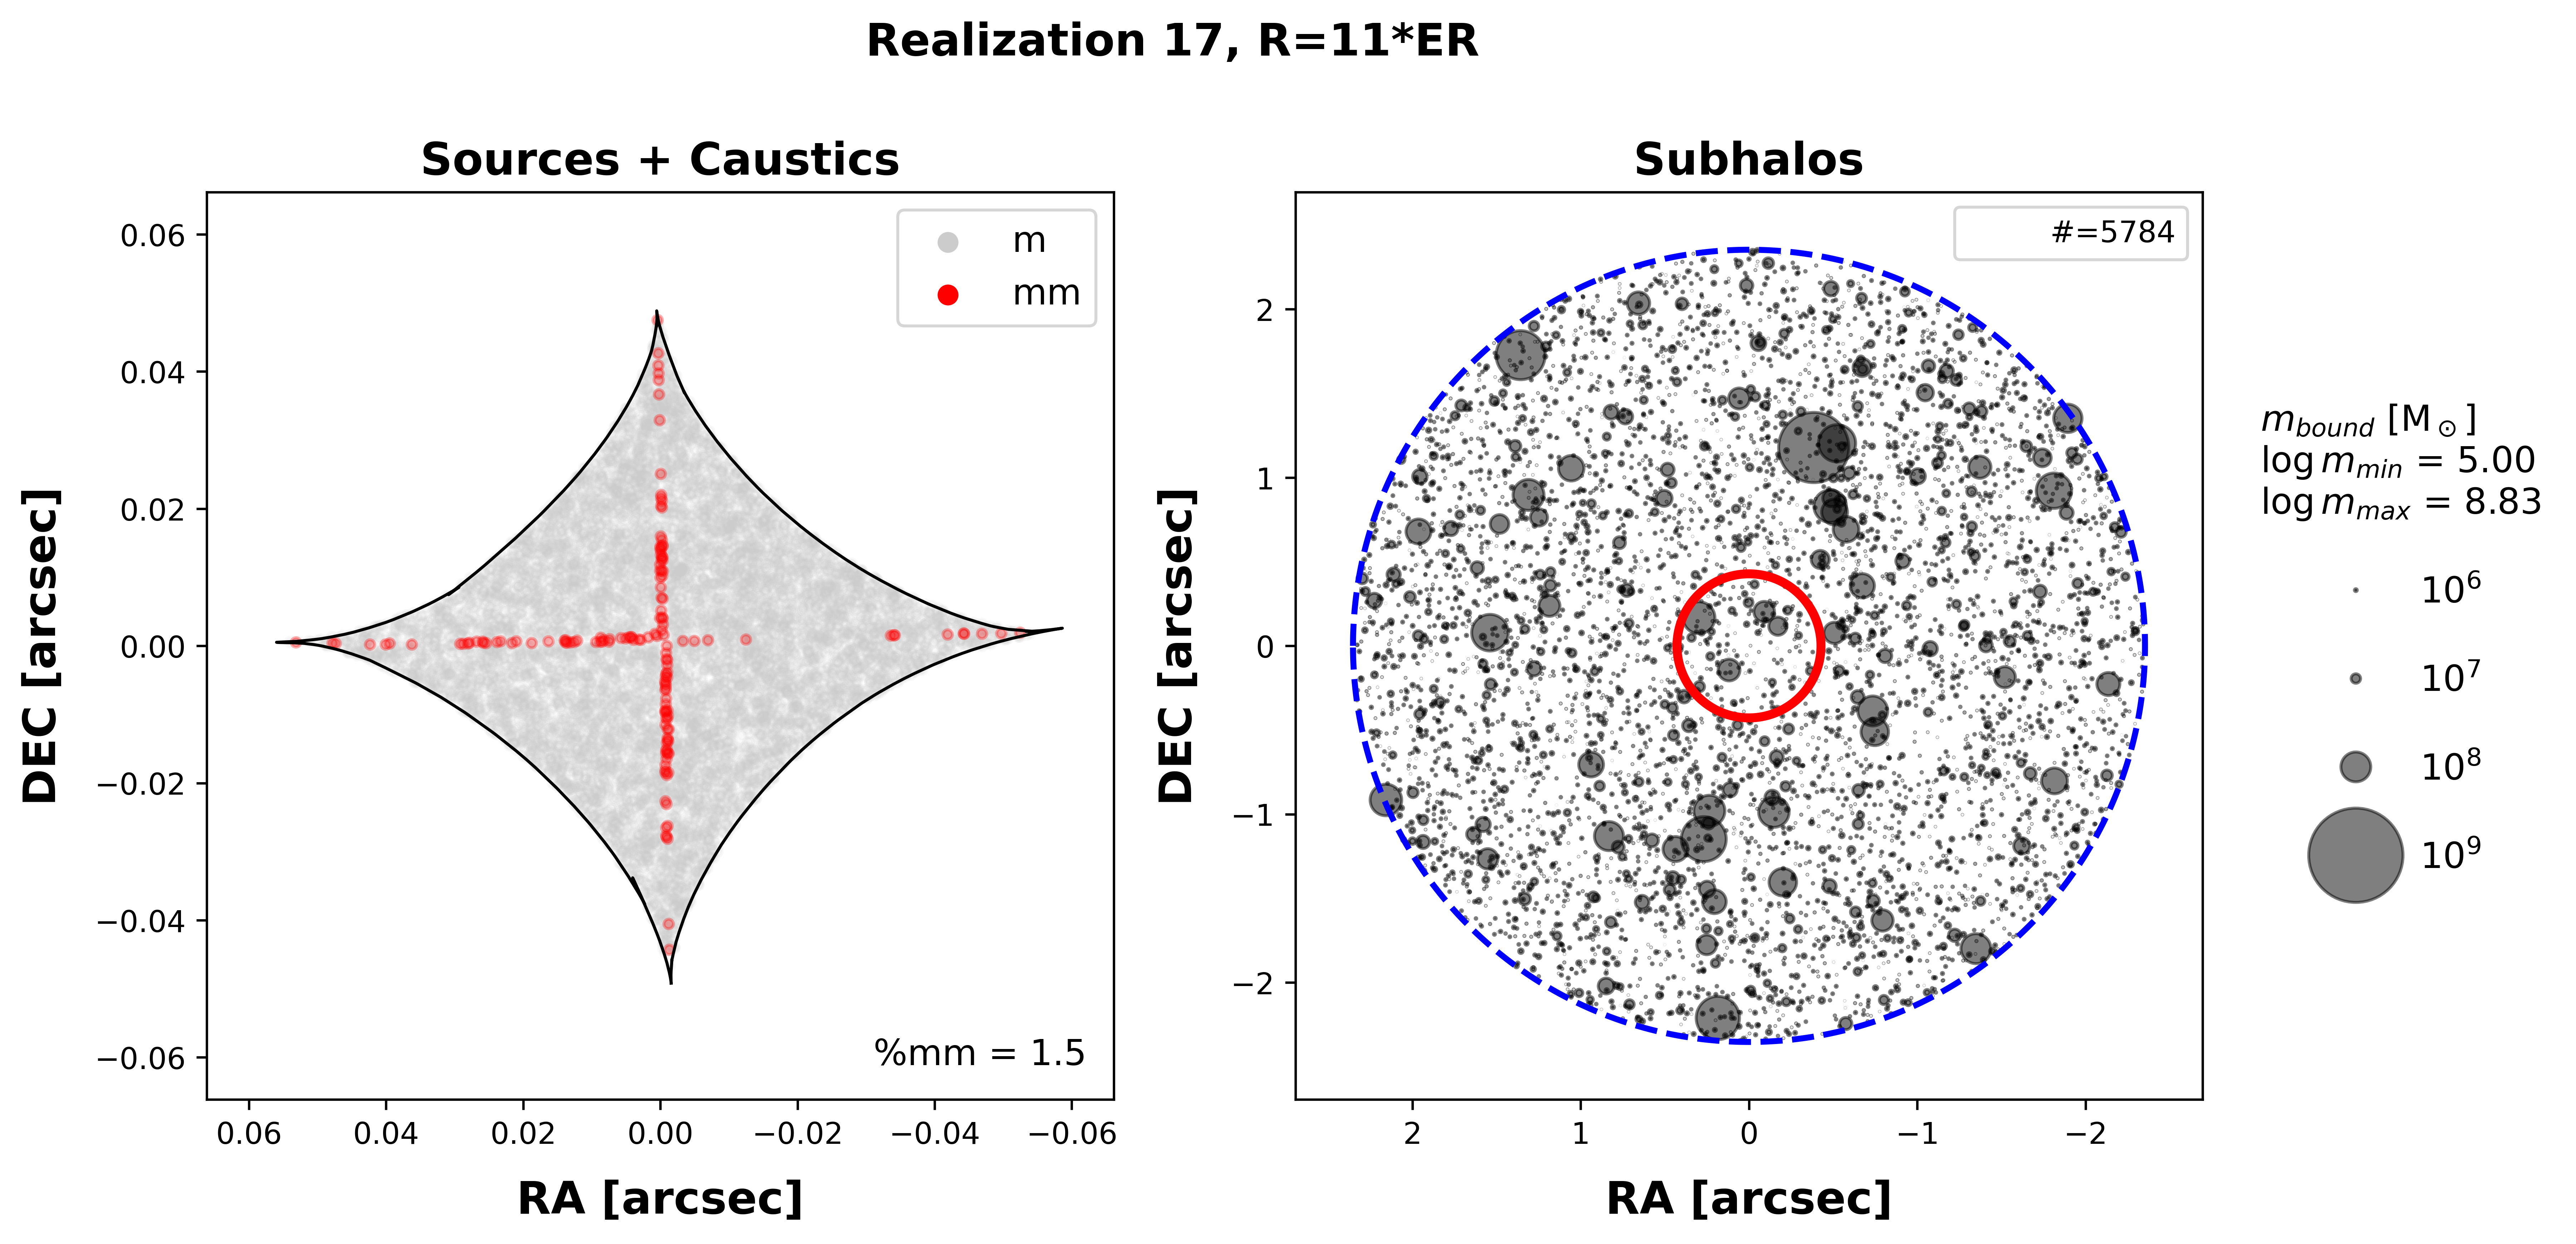 Realization 17, R=11*ER
Sources + Caustics
m
mm
%mm = 1.5
0.06
0.04
0.02
0.00
−0.02
−0.04
−0.06
DEC [arcsec]
0.06
0.04
0.02
0.00
−0.02
−0.04
−0.06
RA [arcsec]
Subhalos
#=5784
2
1
0
−1
−2
DEC [arcsec]
2
1
0
−1
−2
RA [arcsec]
m_bound [M_⊙]
log m_min = 5.00
log m_max = 8.83
10^6
10^7
10^8
10^9